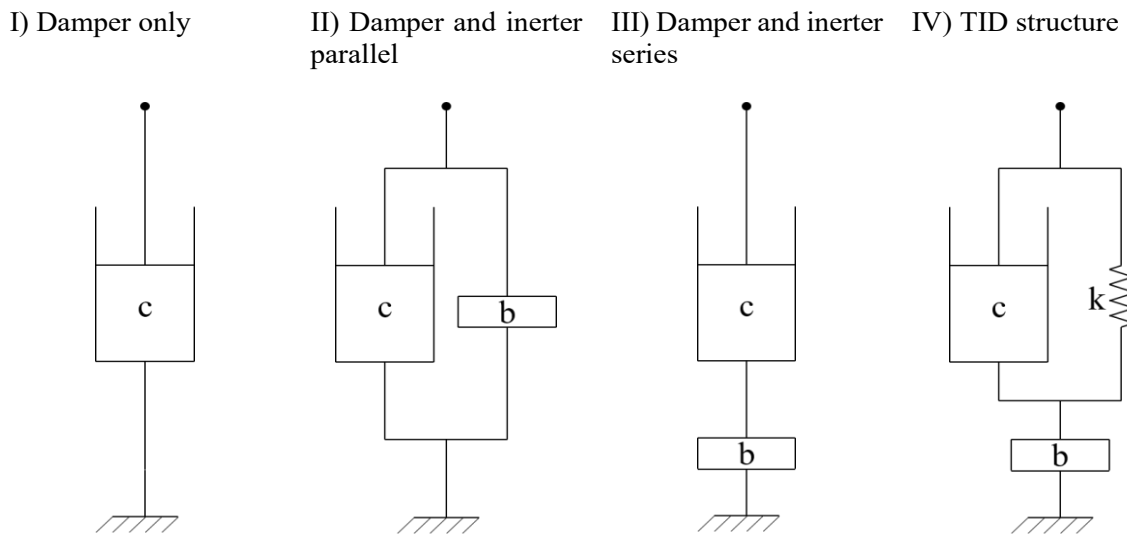 I) Damper only
II) Damper and inerter
parallel
III) Damper and inerter
series
IV) TID structure
c
c
b
c
b
c
k
b